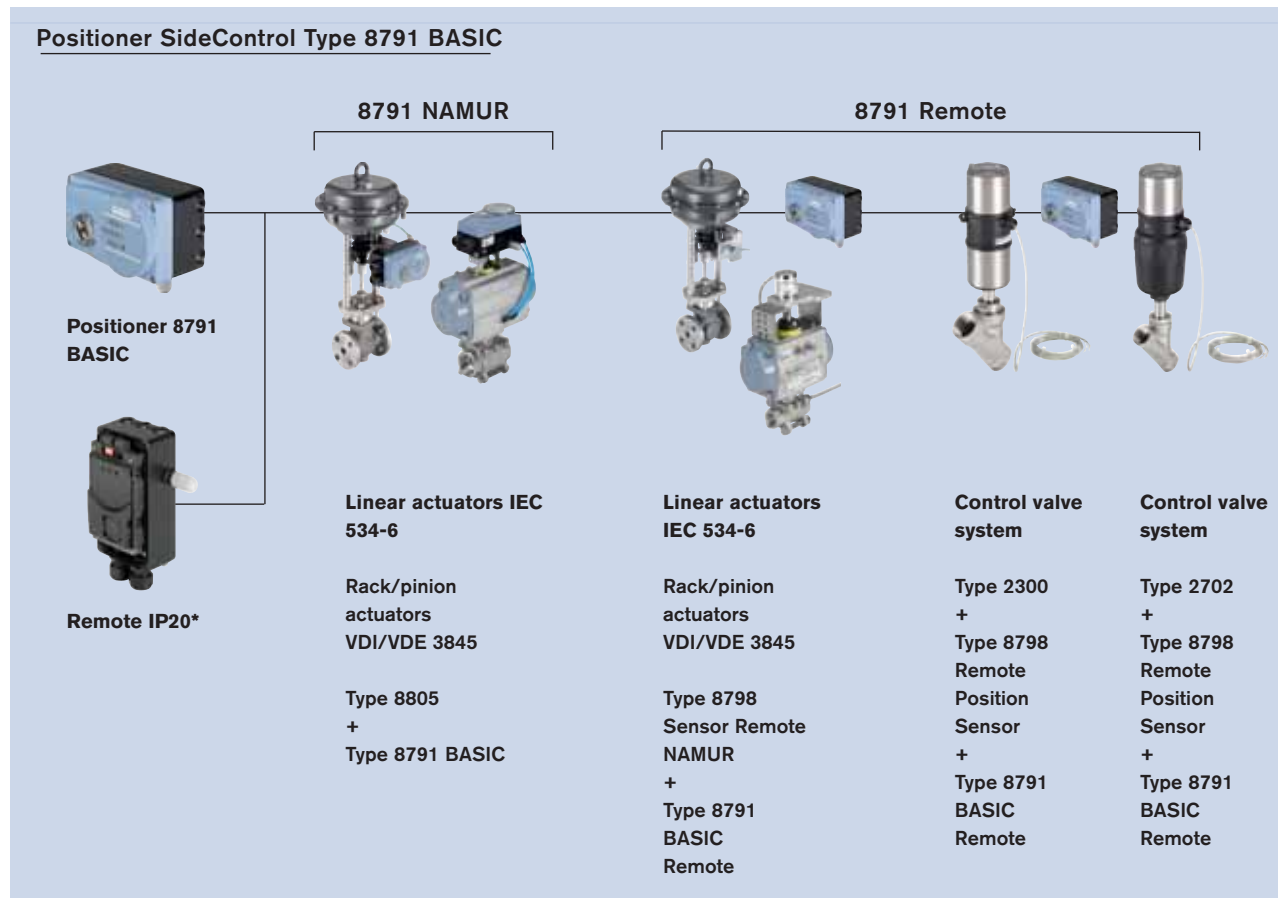 Positioner SideControl Type 8791 BASIC
8791 NAMUR
8791 Remote
Positioner 8791
BASIC
Remote IP20*
Linear actuators IEC
534-6
Rack/pinion
actuators
VDI/VDE 3845
Type 8805
+
Type 8791 BASIC
Linear actuators
IEC 534-6
Rack/pinion
actuators
VDI/VDE 3845
Type 8798
Sensor Remote
NAMUR
+
Type 8791
BASIC
Remote
Control valve
system
Type 2300
+
Type 8798
Remote
Position
Sensor
+
Type 8791
BASIC
Remote
Control valve
system
Type 2702
+
Type 8798
Remote
Position
Sensor
+
Type 8791
BASIC
Remote